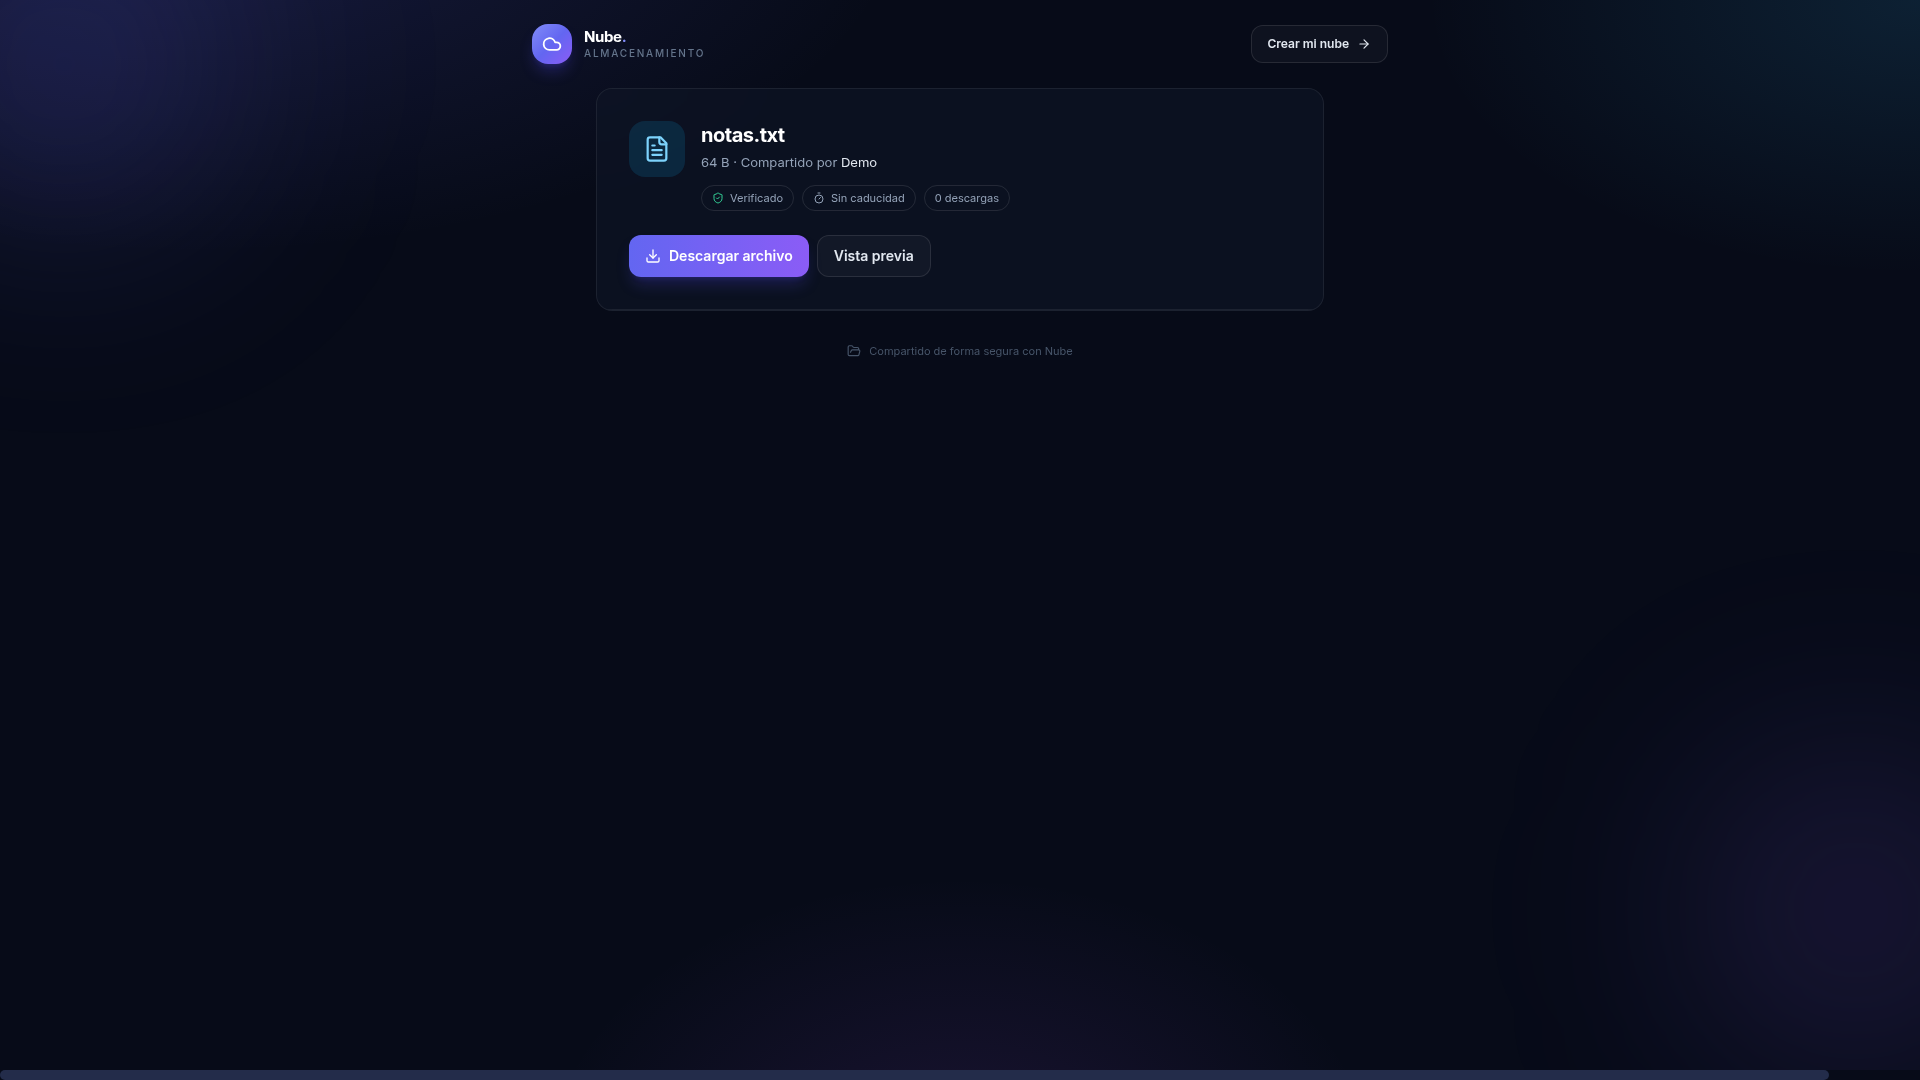 Nube.
ALMACENAMIENTO
Crear mi nube
notas.txt
64 B · Compartido por Demo
Verificado
Sin caducidad
0 descargas
Descargar archivo
Vista previa
Compartido de forma segura con Nube